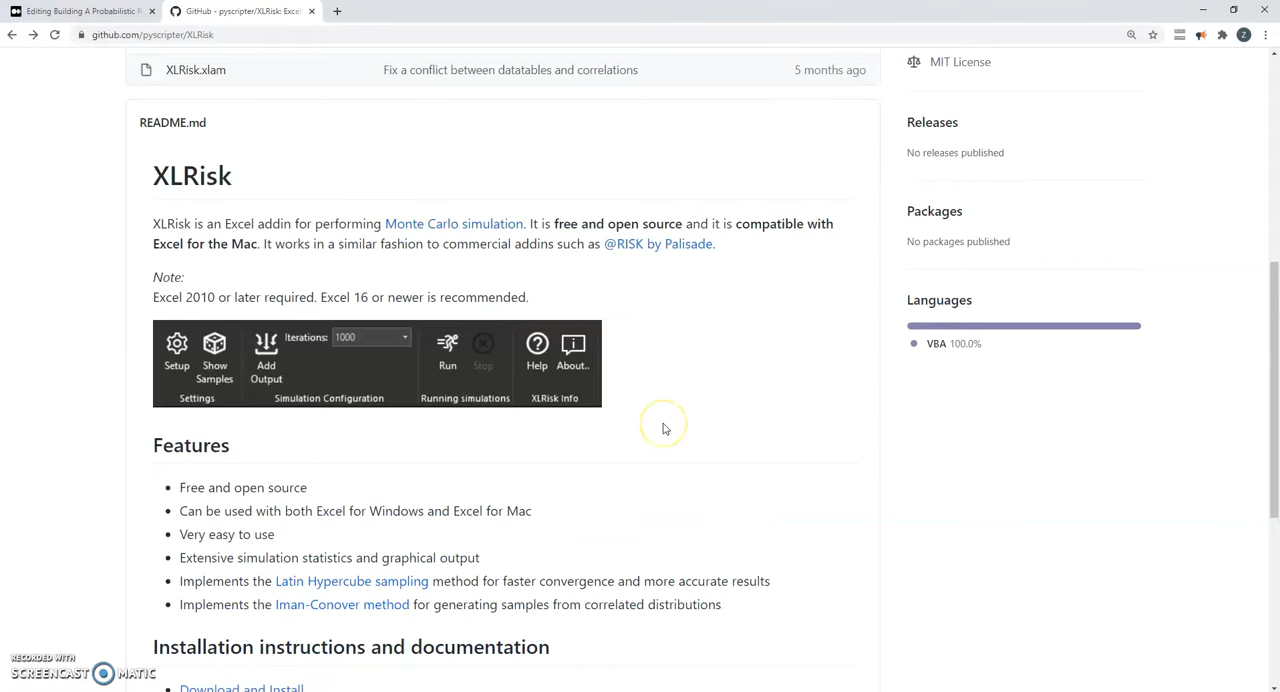 Editing Building A Probabilistic R
GitHub - pyscripter/XLRisk: Excel
github.com/pyscripter/XLRisk
Z
XLRisk.xlam
Fix a conflict between datatables and correlations
5 months ago
MIT License
README.md
Releases
No releases published
XLRisk
XLRisk is an Excel addin for performing Monte Carlo simulation. It is free and open source and it is compatible with
Excel for the Mac. It works in a similar fashion to commercial addins such as @RISK by Palisade.
Packages
No packages published
Note:
Excel 2010 or later required. Excel 16 or newer is recommended.
Languages
VBA 100.0%
Iterations: 1000
Setup
Show Samples
Add Output
Run
Stop
Help
About..
Settings
Simulation Configuration
Running simulations
XLRisk Info
Features
Free and open source
Can be used with both Excel for Windows and Excel for Mac
Very easy to use
Extensive simulation statistics and graphical output
Implements the Latin Hypercube sampling method for faster convergence and more accurate results
Implements the Iman-Conover method for generating samples from correlated distributions
Installation instructions and documentation
Download and Install
RECORDED WITH
SCREENCAST MATIC